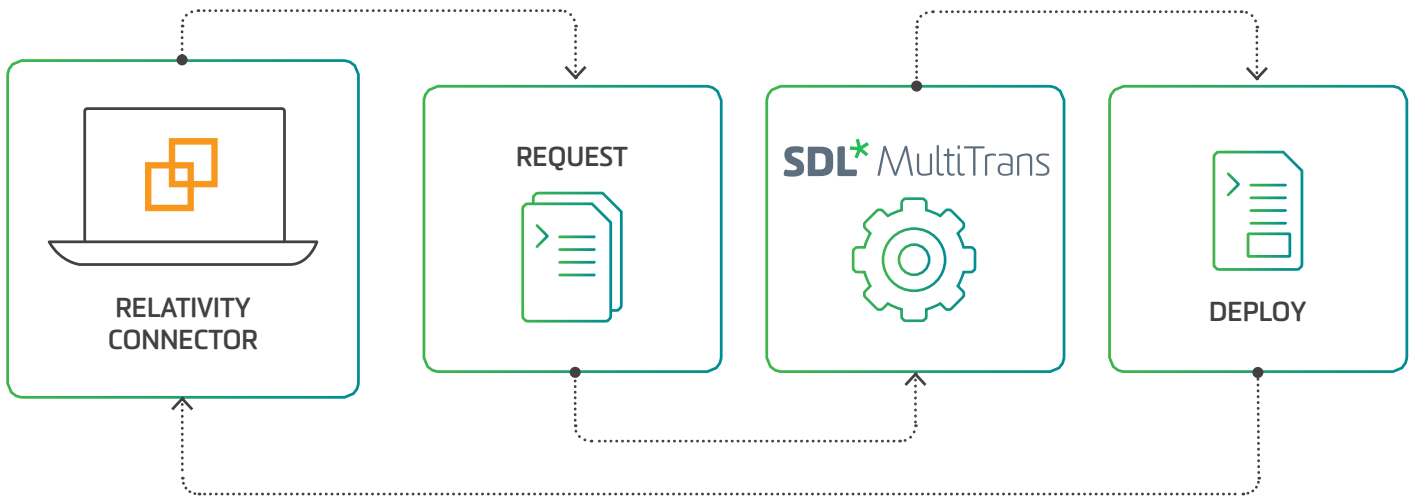 RELATIVITY
CONNECTOR
REQUEST
SDL* MultiTrans
DEPLOY